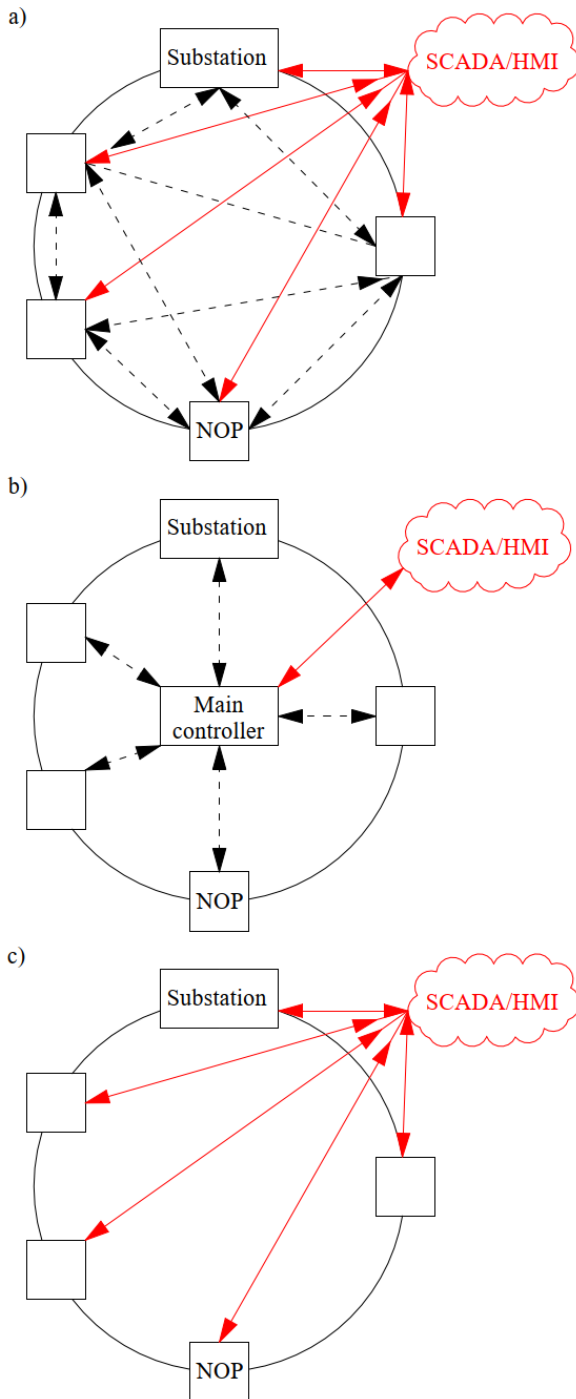 a)
Substation
SCADA/HMI
NOP
b)
Substation
SCADA/HMI
Main
controller
NOP
c)
Substation
SCADA/HMI
NOP